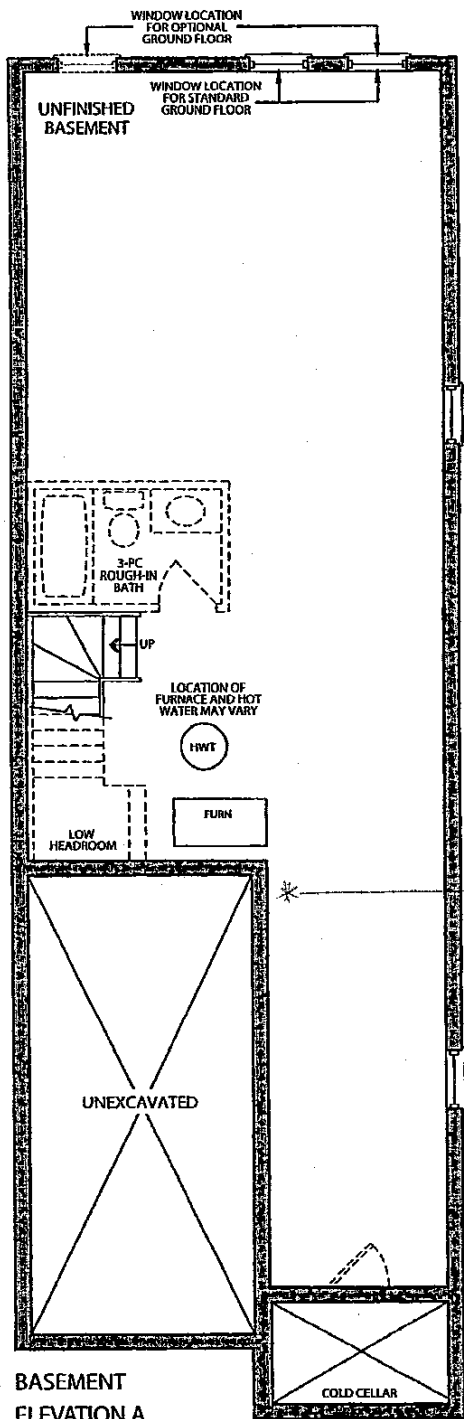 WINDOW LOCATION
FOR OPTIONAL
GROUND FLOOR
WINDOW LOCATION
FOR STANDARD
GROUND FLOOR
UNFINISHED
BASEMENT
3-PC
ROUGH-IN
BATH
UP
LOCATION OF
FURNACE AND HOT
WATER MAY VARY
HWT
FURN
LOW
HEADROOM
UNEXCAVATED
COLD CELLAR
BASEMENT
ELEVATION A